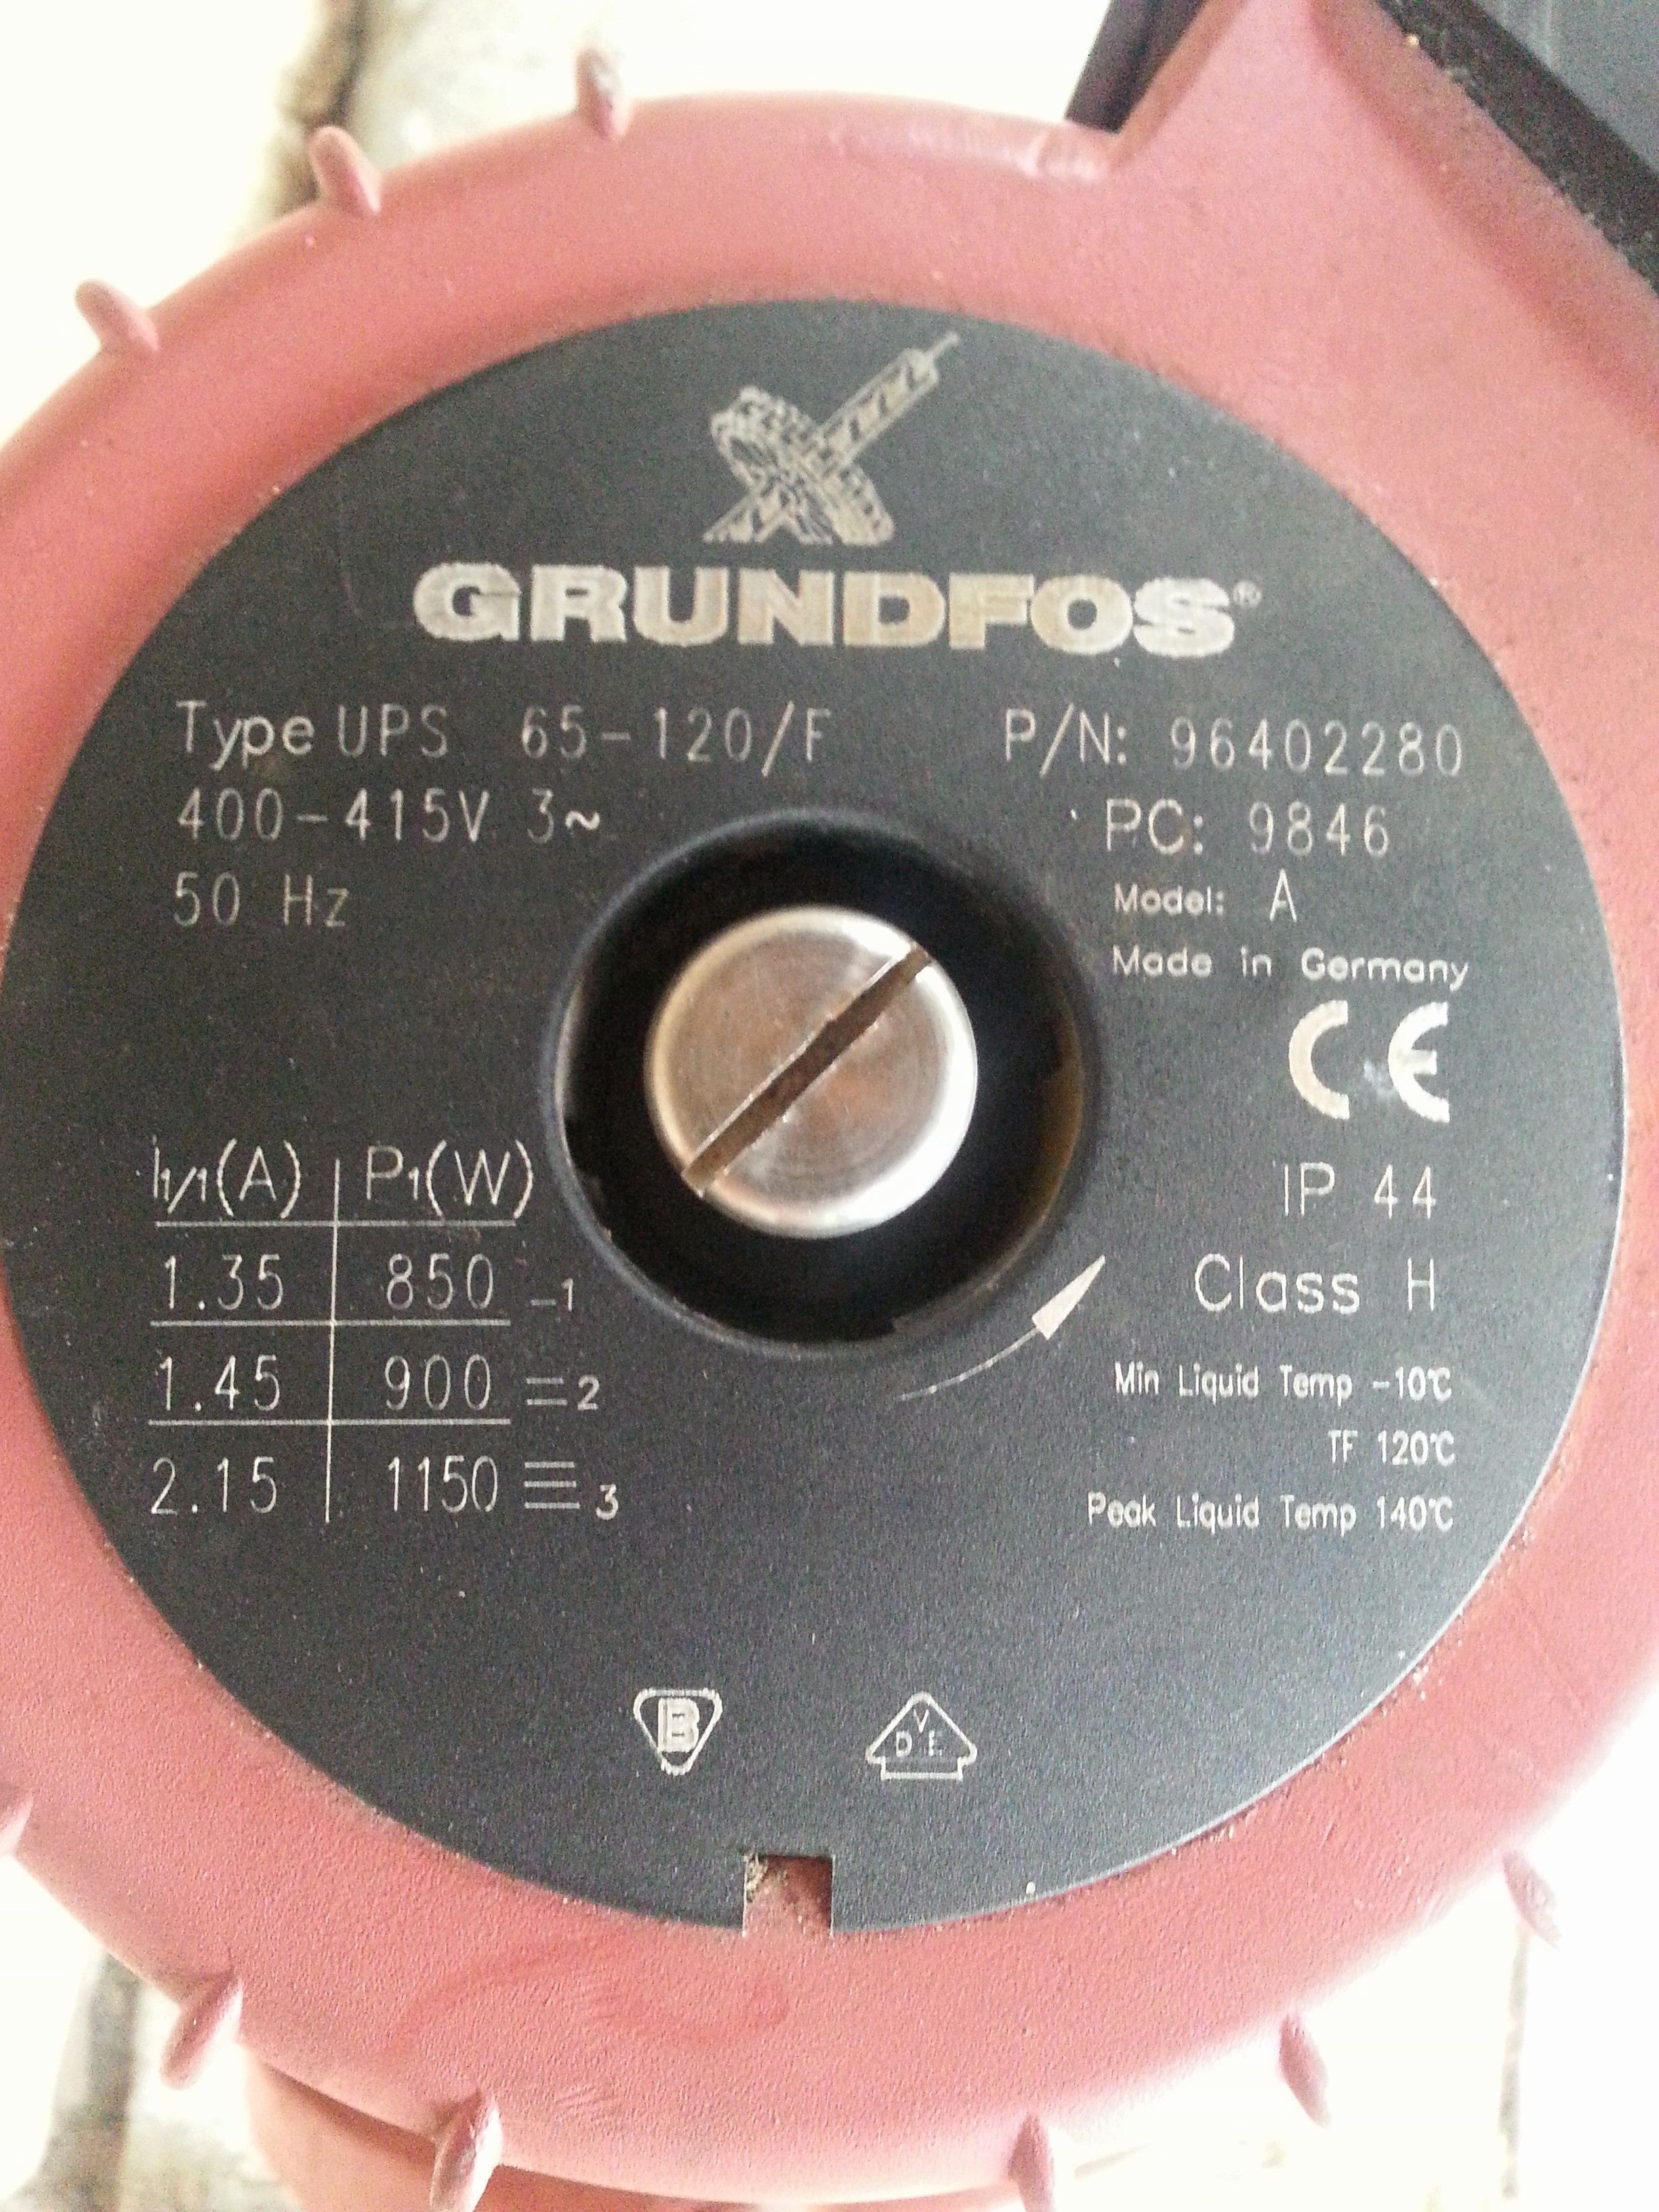 GRUNDFOS®
Type UPS 65-120/F P/N: 96402280
400-415V 3~ PC: 9846
50 Hz Model: A
Made in Germany
CE
I1/1(A) P1(W) IP 44
1.35 850 -1 Class H
1.45 900 =2 Min Liquid Temp -10℃
TF 120℃
2.15 1150 ≡ 3 Peak Liquid Temp 140℃
B VDE